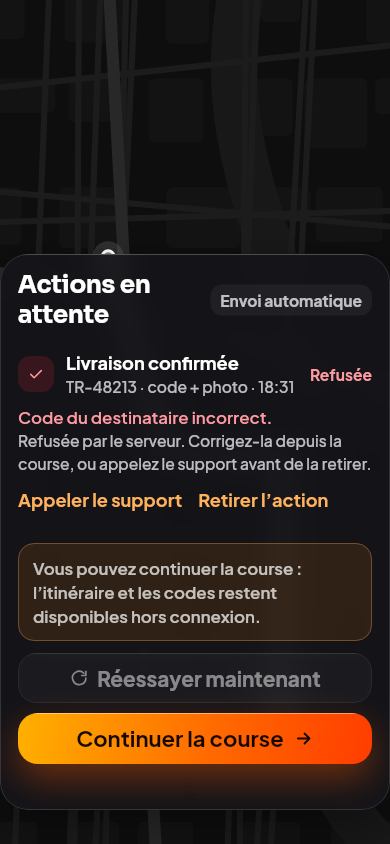 Actions en
attente
Envoi automatique
Livraison confirmée
TR-48213 · code + photo · 18:31
Refusée
Code du destinataire incorrect.
Refusée par le serveur. Corrigez-la depuis la
course, ou appelez le support avant de la retirer.
Appeler le support
Retirer l’action
Vous pouvez continuer la course :
l’itinéraire et les codes restent
disponibles hors connexion.
Réessayer maintenant
Continuer la course →